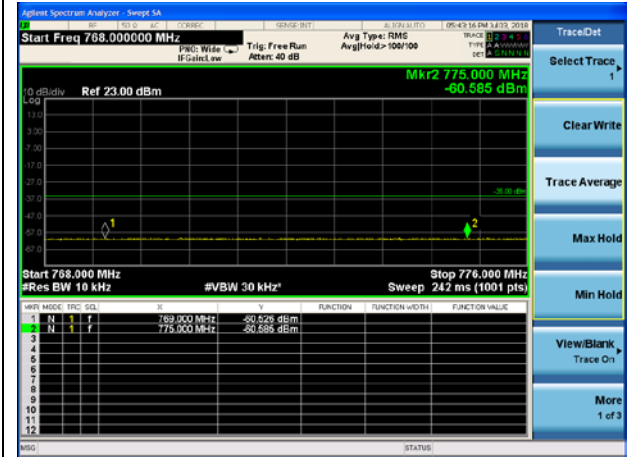 Agilent Spectrum Analyzer - Swept SA
RF 50 Ω AC CORREC SENSE:INT ALIGN AUTO 05:43:16 PM Jul 03, 2018
Start Freq 768.000000 MHz
PNO: Wide
IFGain:Low
Trig: Free Run
Atten: 40 dB
Avg Type: RMS
Avg|Hold:>100/100
TRACE 1 2 3 4 5 6
TYPE
DET
Mkr2 775.000 MHz
-60.585 dBm
10 dB/div Ref 23.00 dBm
Log
13.0
3.00
-7.00
-17.0
-27.0
-37.0
-47.0
-57.0
-67.0
1
2
Start 768.000 MHz Stop 776.000 MHz
#Res BW 10 kHz #VBW 30 kHz* Sweep 242 ms (1001 pts)
MKR MODE TRC SCL X Y FUNCTION FUNCTION WIDTH FUNCTION VALUE
1 N 1 f 769.000 MHz -60.526 dBm
2 N 1 f 775.000 MHz -60.585 dBm
3
4
5
6
7
8
9
10
11
12
MSG STATUS
Trace/Det
Select Trace
1
Clear Write
Trace Average
Max Hold
Min Hold
View/Blank
Trace On
More
1 of 3